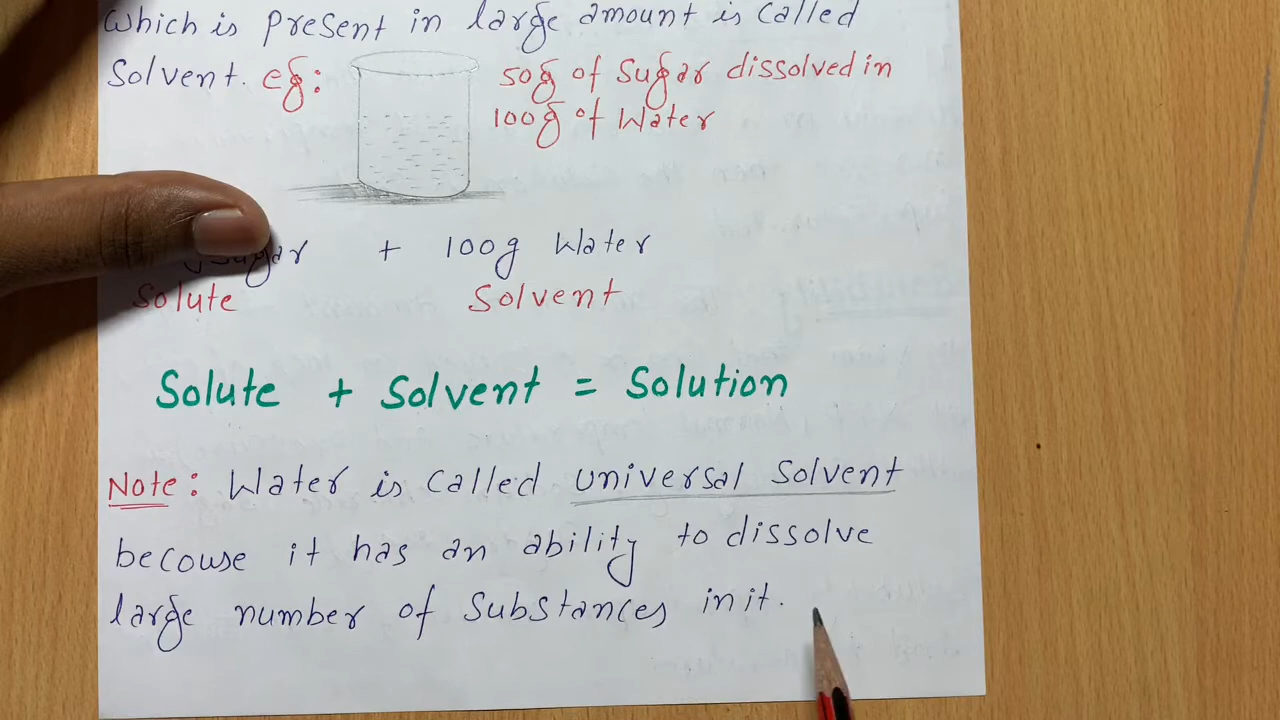 which is present in large amount is called
Solvent. eg:
50g of Sugar dissolved in
100g of Water
Sugar + 100g Water
Solute Solvent
Solute + Solvent = Solution
Note: Water is called universal solvent
becouse it has an ability to dissolve
large number of Substances in it.